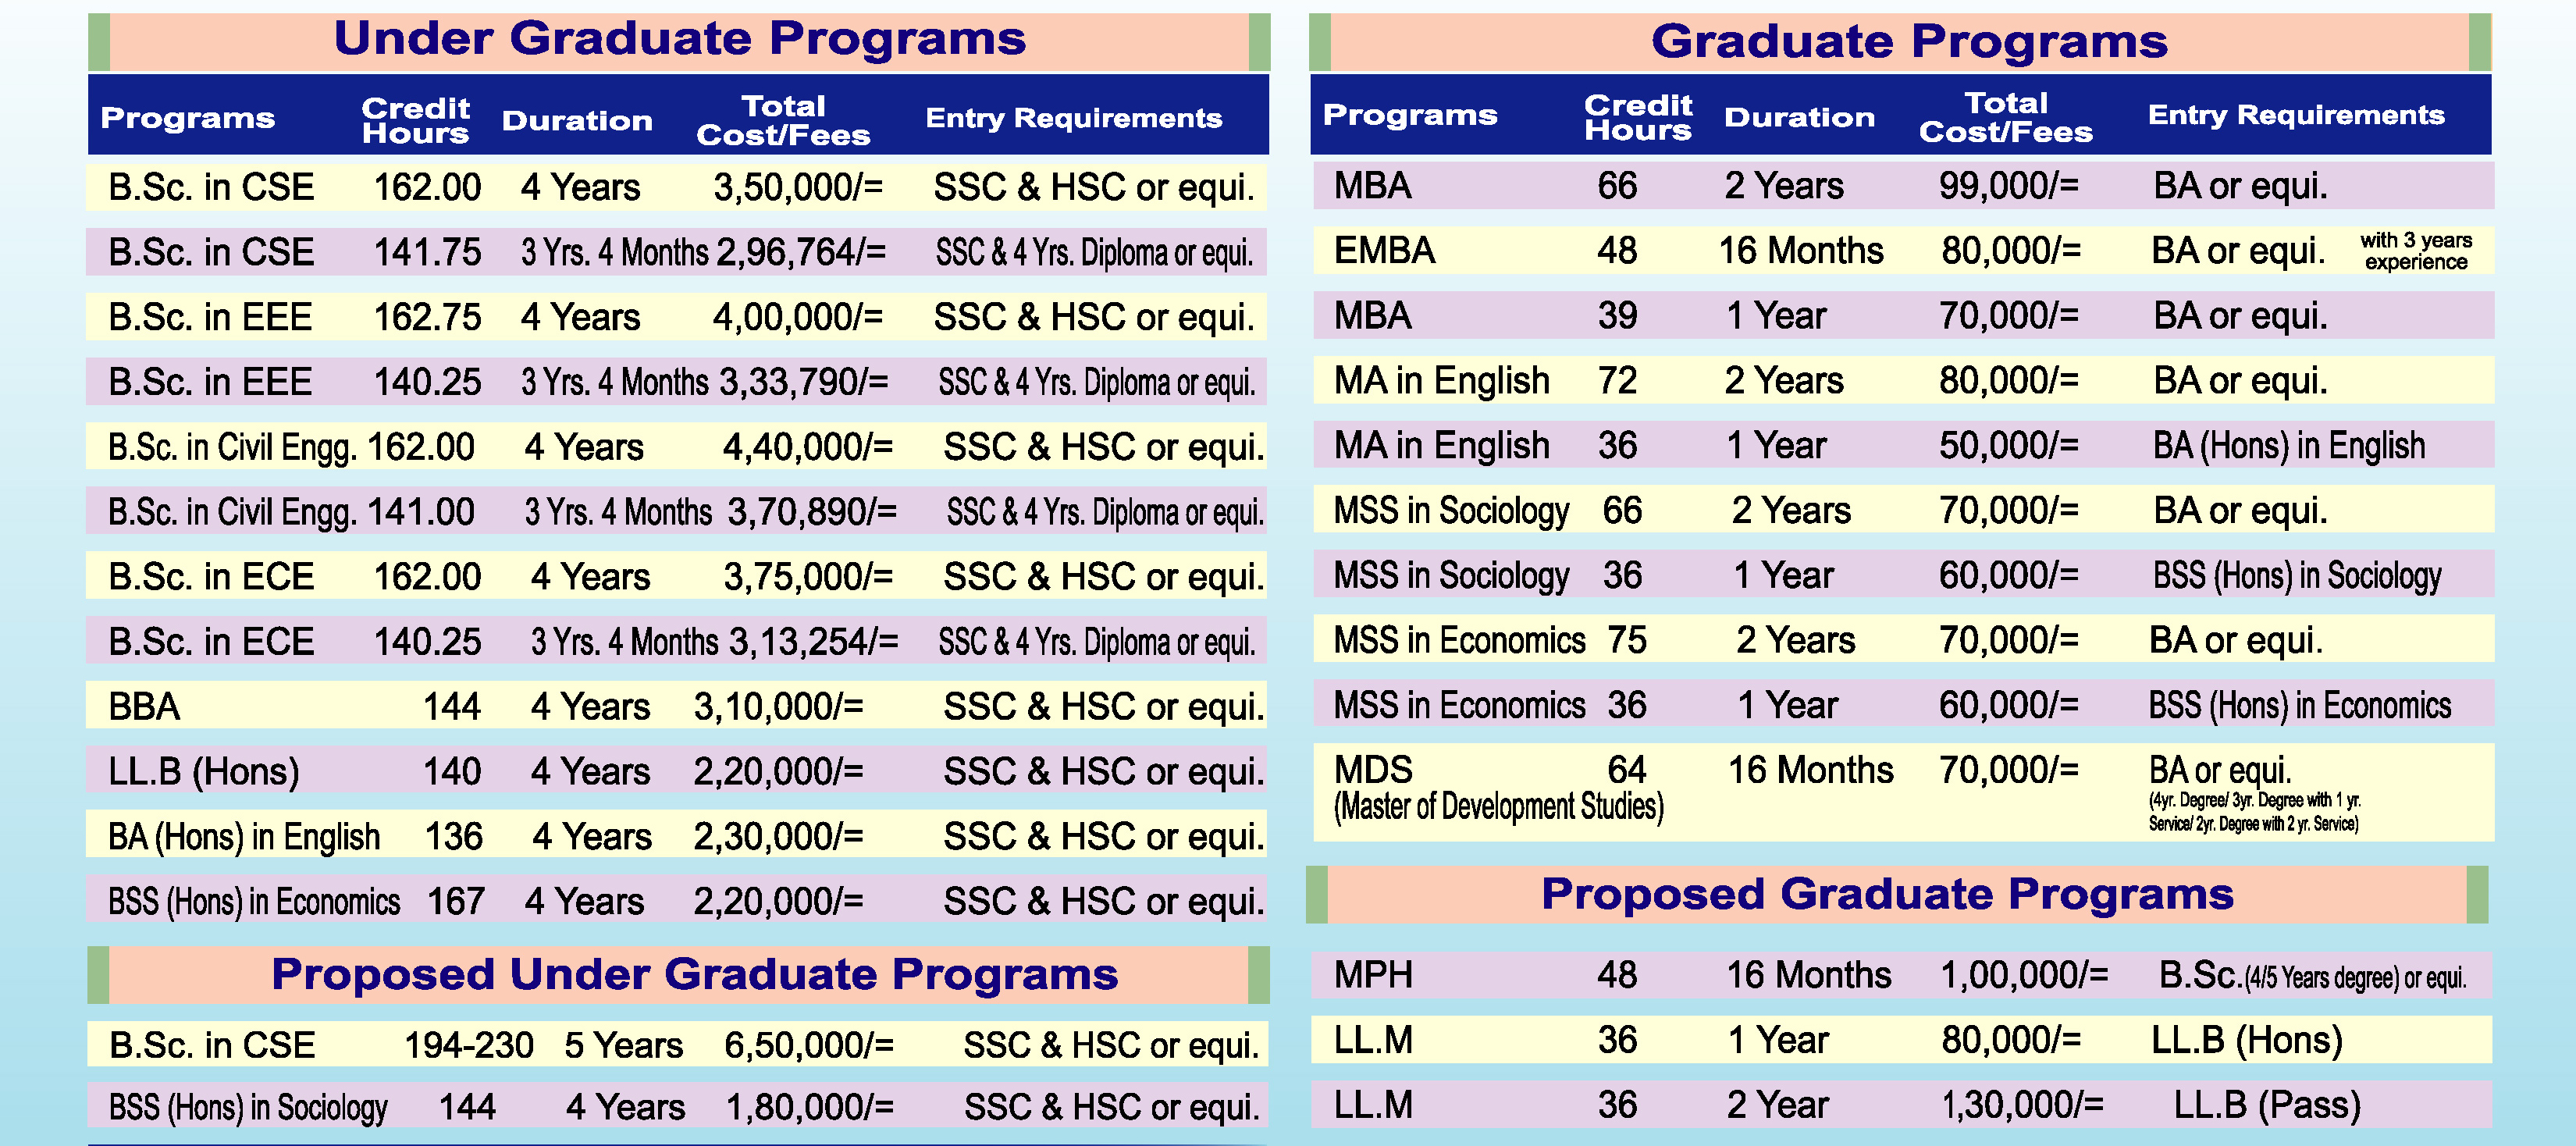 Under Graduate Programs
Programs Credit Hours Duration Total Cost/Fees Entry Requirements
B.Sc. in CSE 162.00 4 Years 3,50,000/= SSC & HSC or equi.
B.Sc. in CSE 141.75 3 Yrs. 4 Months 2,96,764/= SSC & 4 Yrs. Diploma or equi.
B.Sc. in EEE 162.75 4 Years 4,00,000/= SSC & HSC or equi.
B.Sc. in EEE 140.25 3 Yrs. 4 Months 3,33,790/= SSC & 4 Yrs. Diploma or equi.
B.Sc. in Civil Engg. 162.00 4 Years 4,40,000/= SSC & HSC or equi.
B.Sc. in Civil Engg. 141.00 3 Yrs. 4 Months 3,70,890/= SSC & 4 Yrs. Diploma or equi.
B.Sc. in ECE 162.00 4 Years 3,75,000/= SSC & HSC or equi.
B.Sc. in ECE 140.25 3 Yrs. 4 Months 3,13,254/= SSC & 4 Yrs. Diploma or equi.
BBA 144 4 Years 3,10,000/= SSC & HSC or equi.
LL.B (Hons) 140 4 Years 2,20,000/= SSC & HSC or equi.
BA (Hons) in English 136 4 Years 2,30,000/= SSC & HSC or equi.
BSS (Hons) in Economics 167 4 Years 2,20,000/= SSC & HSC or equi.
Proposed Under Graduate Programs
B.Sc. in CSE 194-230 5 Years 6,50,000/= SSC & HSC or equi.
BSS (Hons) in Sociology 144 4 Years 1,80,000/= SSC & HSC or equi.
Graduate Programs
Programs Credit Hours Duration Total Cost/Fees Entry Requirements
MBA 66 2 Years 99,000/= BA or equi.
EMBA 48 16 Months 80,000/= BA or equi. with 3 years experience
MBA 39 1 Year 70,000/= BA or equi.
MA in English 72 2 Years 80,000/= BA or equi.
MA in English 36 1 Year 50,000/= BA (Hons) in English
MSS in Sociology 66 2 Years 70,000/= BA or equi.
MSS in Sociology 36 1 Year 60,000/= BSS (Hons) in Sociology
MSS in Economics 75 2 Years 70,000/= BA or equi.
MSS in Economics 36 1 Year 60,000/= BSS (Hons) in Economics
MDS 64 16 Months 70,000/= BA or equi.
(Master of Development Studies) (4yr. Degree/ 3yr. Degree with 1 yr.
Service/ 2yr. Degree with 2 yr. Service)
Proposed Graduate Programs
MPH 48 16 Months 1,00,000/= B.Sc.(4/5 Years degree) or equi.
LL.M 36 1 Year 80,000/= LL.B (Hons)
LL.M 36 2 Year 1,30,000/= LL.B (Pass)